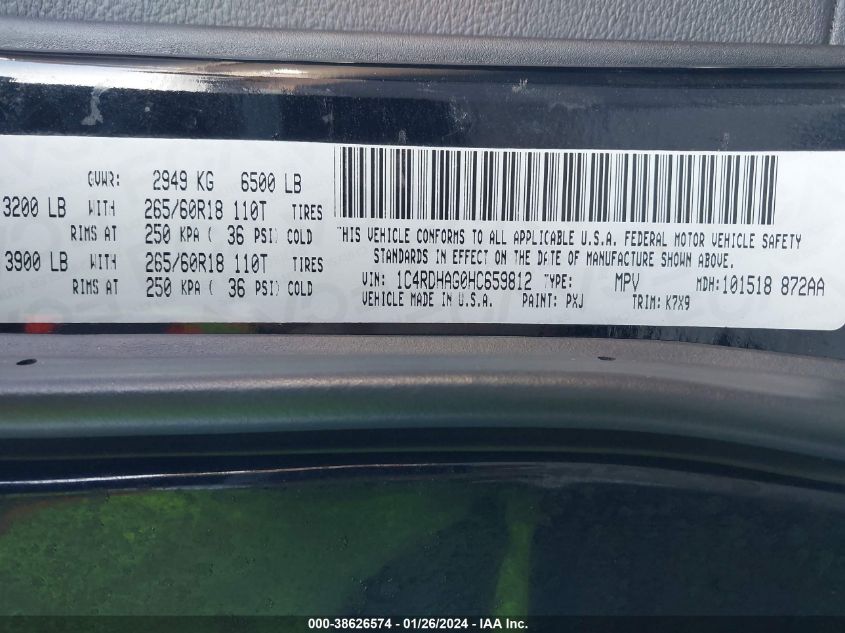 GVWR: 2949 KG 6500 LB
3200 LB WITH 265/60R18 110T TIRES
RIMS AT 250 KPA ( 36 PSI) COLD
3900 LB WITH 265/60R18 110T TIRES
RIMS AT 250 KPA ( 36 PSI) COLD
THIS VEHICLE CONFORMS TO ALL APPLICABLE U.S.A. FEDERAL MOTOR VEHICLE SAFETY
STANDARDS IN EFFECT ON THE DATE OF MANUFACTURE SHOWN ABOVE.
VIN: 1C4RDHAG0HC659812 TYPE: MPV MDH:101518 872AA
VEHICLE MADE IN U.S.A. PAINT: PXJ TRIM: K7X9
000-38626574 / 01/26/2024 - IAA Inc.